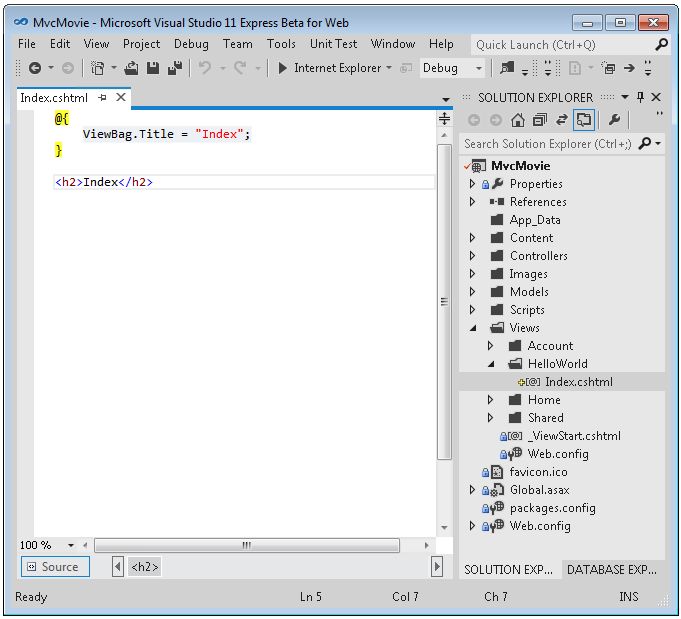 MvcMovie - Microsoft Visual Studio 11 Express Beta for Web
File Edit View Project Debug Team Tools Unit Test Window Help
Quick Launch (Ctrl+Q)
Internet Explorer
Debug
Index.cshtml
@{
ViewBag.Title = "Index";
}
<h2>Index</h2>
100 %
Source
<h2>
SOLUTION EXPLORER
Search Solution Explorer (Ctrl+;)
MvcMovie
Properties
References
App_Data
Content
Controllers
Images
Models
Scripts
Views
Account
HelloWorld
[@] Index.cshtml
Home
Shared
[@] _ViewStart.cshtml
Web.config
favicon.ico
Global.asax
packages.config
Web.config
SOLUTION EXP... DATABASE EXP...
Ready Ln 5 Col 7 Ch 7 INS